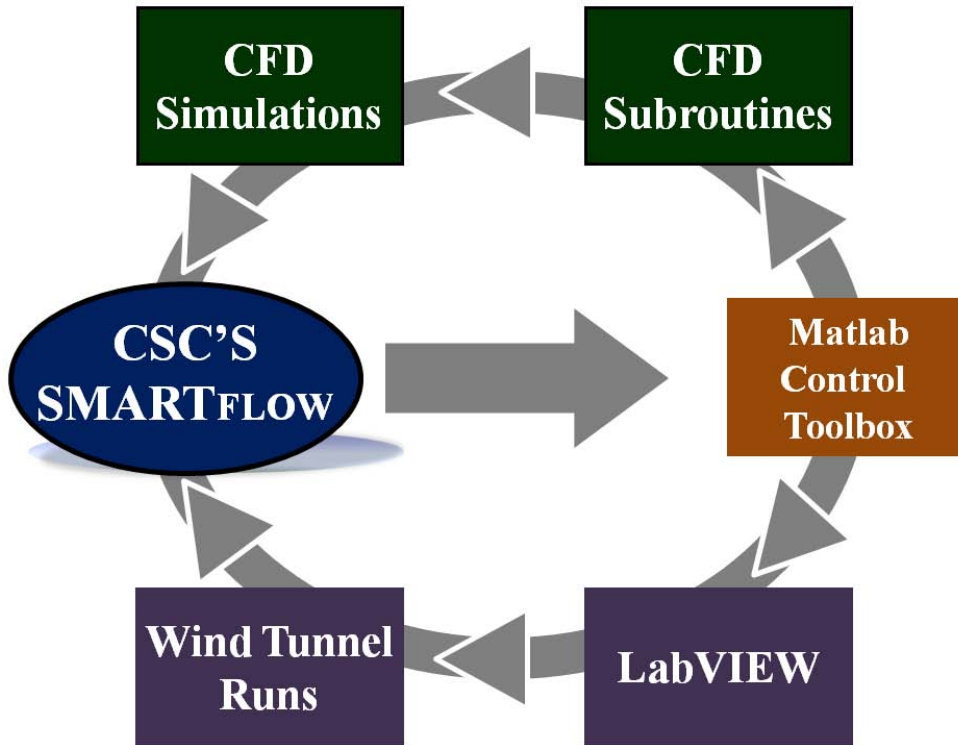 CFD
Simulations
CFD
Subroutines
CSC'S
SMARTFLOW
Matlab
Control
Toolbox
Wind Tunnel
Runs
LabVIEW